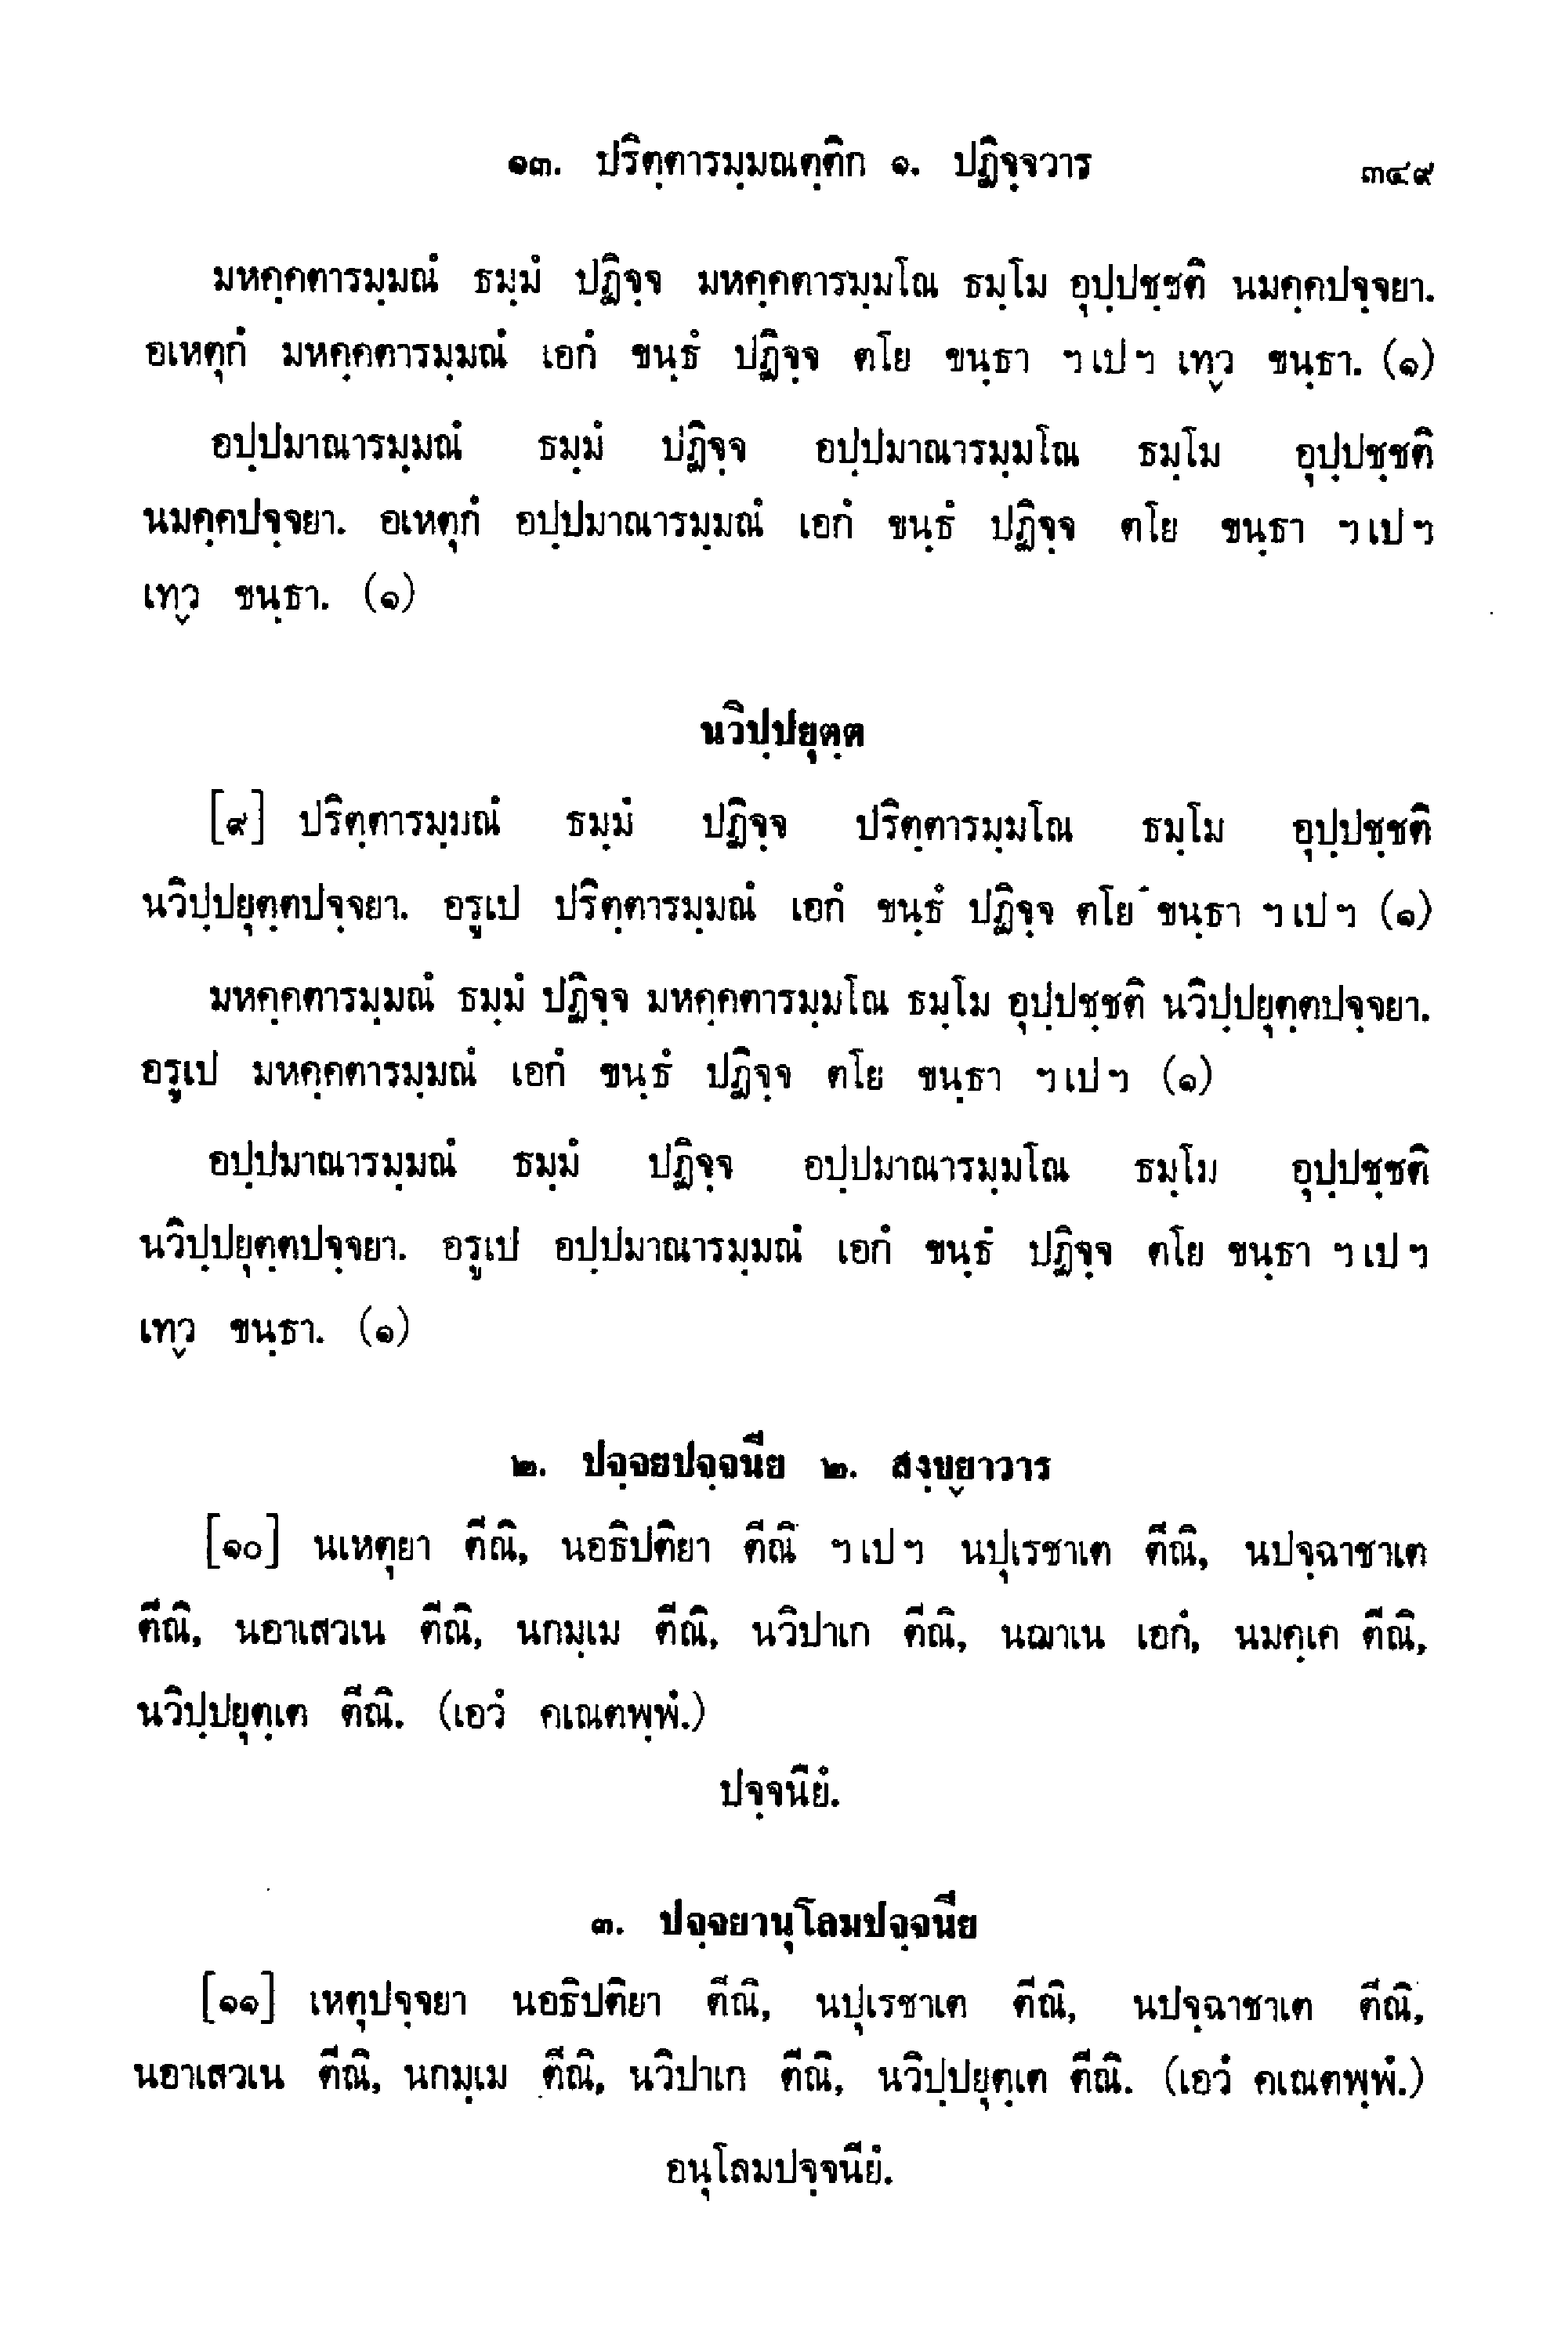 ๑๓. ปริตฺตารมฺมณตฺติก ๑. ปฏิจฺจวาร ๓๔๙
มหคฺคตารมฺมณํ ธมฺมํ ปฏิจฺจ มหคฺคตารมฺมโณ ธมฺโม อุปฺปชฺชติ นมคฺคปจฺจยา.
อเหตุกํ มหคฺคตารมฺมณํ เอกํ ขนฺธํ ปฏิจฺจ ตโย ขนฺธา ฯเปฯ เทฺว ขนฺธา. (๑)
อปฺปมาณารมฺมณํ ธมฺมํ ปฏิจฺจ อปฺปมาณารมฺมโณ ธมฺโม อุปฺปชฺชติ
นมคฺคปจฺจยา. อเหตุกํ อปฺปมาณารมฺมณํ เอกํ ขนฺธํ ปฏิจฺจ ตโย ขนฺธา ฯเปฯ
เทฺว ขนฺธา. (๑)
นวิปฺปยุตฺต
[๙] ปริตฺตารมฺมณํ ธมฺมํ ปฏิจฺจ ปริตฺตารมฺมโณ ธมฺโม อุปฺปชฺชติ
นวิปฺปยุตฺตปจฺจยา. อรูเป ปริตฺตารมฺมณํ เอกํ ขนฺธํ ปฏิจฺจ ตโย ขนฺธา ฯเปฯ (๑)
มหคฺคตารมฺมณํ ธมฺมํ ปฏิจฺจ มหคฺคตารมฺมโณ ธมฺโม อุปฺปชฺชติ นวิปฺปยุตฺตปจฺจยา.
อรูเป มหคฺคตารมฺมณํ เอกํ ขนฺธํ ปฏิจฺจ ตโย ขนฺธา ฯเปฯ (๑)
อปฺปมาณารมฺมณํ ธมฺมํ ปฏิจฺจ อปฺปมาณารมฺมโณ ธมฺโม อุปฺปชฺชติ
นวิปฺปยุตฺตปจฺจยา. อรูเป อปฺปมาณารมฺมณํ เอกํ ขนฺธํ ปฏิจฺจ ตโย ขนฺธา ฯเปฯ
เทฺว ขนฺธา. (๑)
๒. ปจฺจยปจฺจนีย ๒. สงฺขฺยาวาร
[๑๐] นเหตุยา ตีณิ, นอธิปติยา ตีณิ ฯเปฯ นปุเรชาเต ตีณิ, นปจฺฉาชาเต
ตีณิ, นอาเสวเน ตีณิ, นกมฺเม ตีณิ, นวิปาเก ตีณิ, นฌาเน เอกํ, นมคฺเค ตีณิ,
นวิปฺปยุตฺเต ตีณิ. (เอวํ คเณตพฺพํ.)
ปจฺจนียํ.
๓. ปจฺจยานุโลมปจฺจนีย
[๑๑] เหตุปจฺจยา นอธิปติยา ตีณิ, นปุเรชาเต ตีณิ, นปจฺฉาชาเต ตีณิ,
นอาเสวเน ตีณิ, นกมฺเม ตีณิ, นวิปาเก ตีณิ, นวิปฺปยุตฺเต ตีณิ. (เอวํ คเณตพฺพํ.)
อนุโลมปจฺจนียํ.